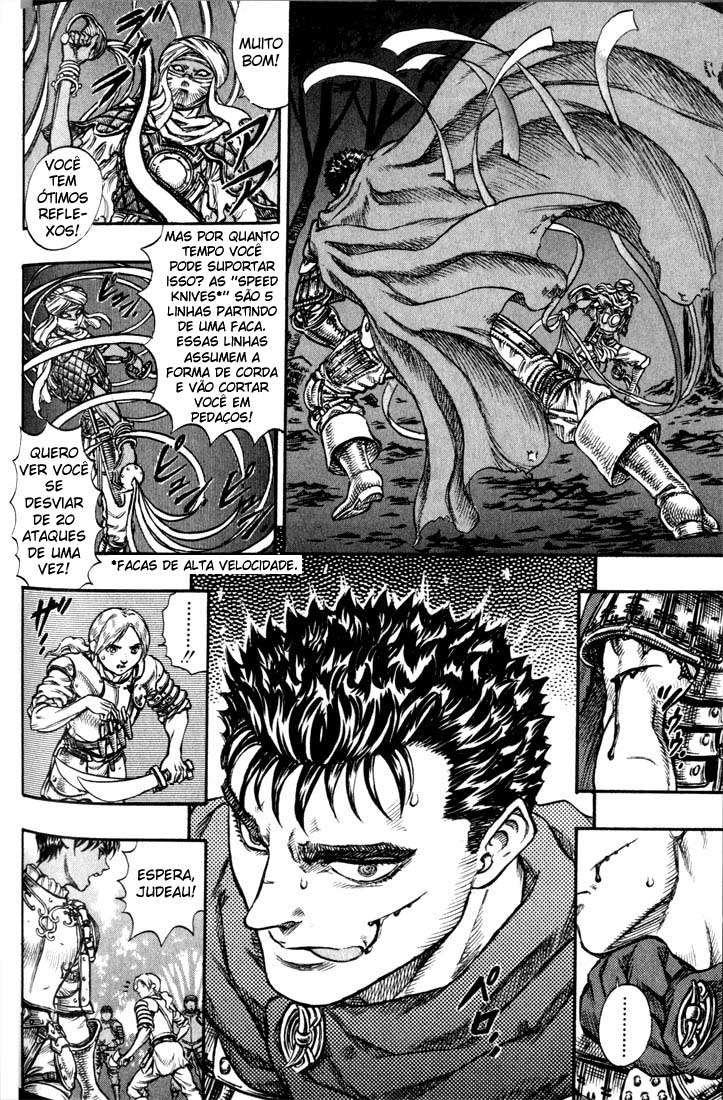 MUITO
BOM!
VOCÊ
TEM
ÓTIMOS
REFLE-
XOS!
MAS POR QUANTO
TEMPO VOCÊ
PODE SUPORTAR
ISSO? AS "SPEED
KNIVES*" SÃO 5
LINHAS PARTINDO
DE UMA FACA.
ESSAS LINHAS
ASSUMEM A
FORMA DE CORDA
E VÃO CORTAR
VOCÊ EM
PEDAÇOS!
QUERO
VER VOCÊ
SE
DESVIAR
DE 20
ATAQUES
DE UMA
VEZ!
*FACAS DE ALTA VELOCIDADE.
........
ESPERA,
JUDEAU!
ペロ
........